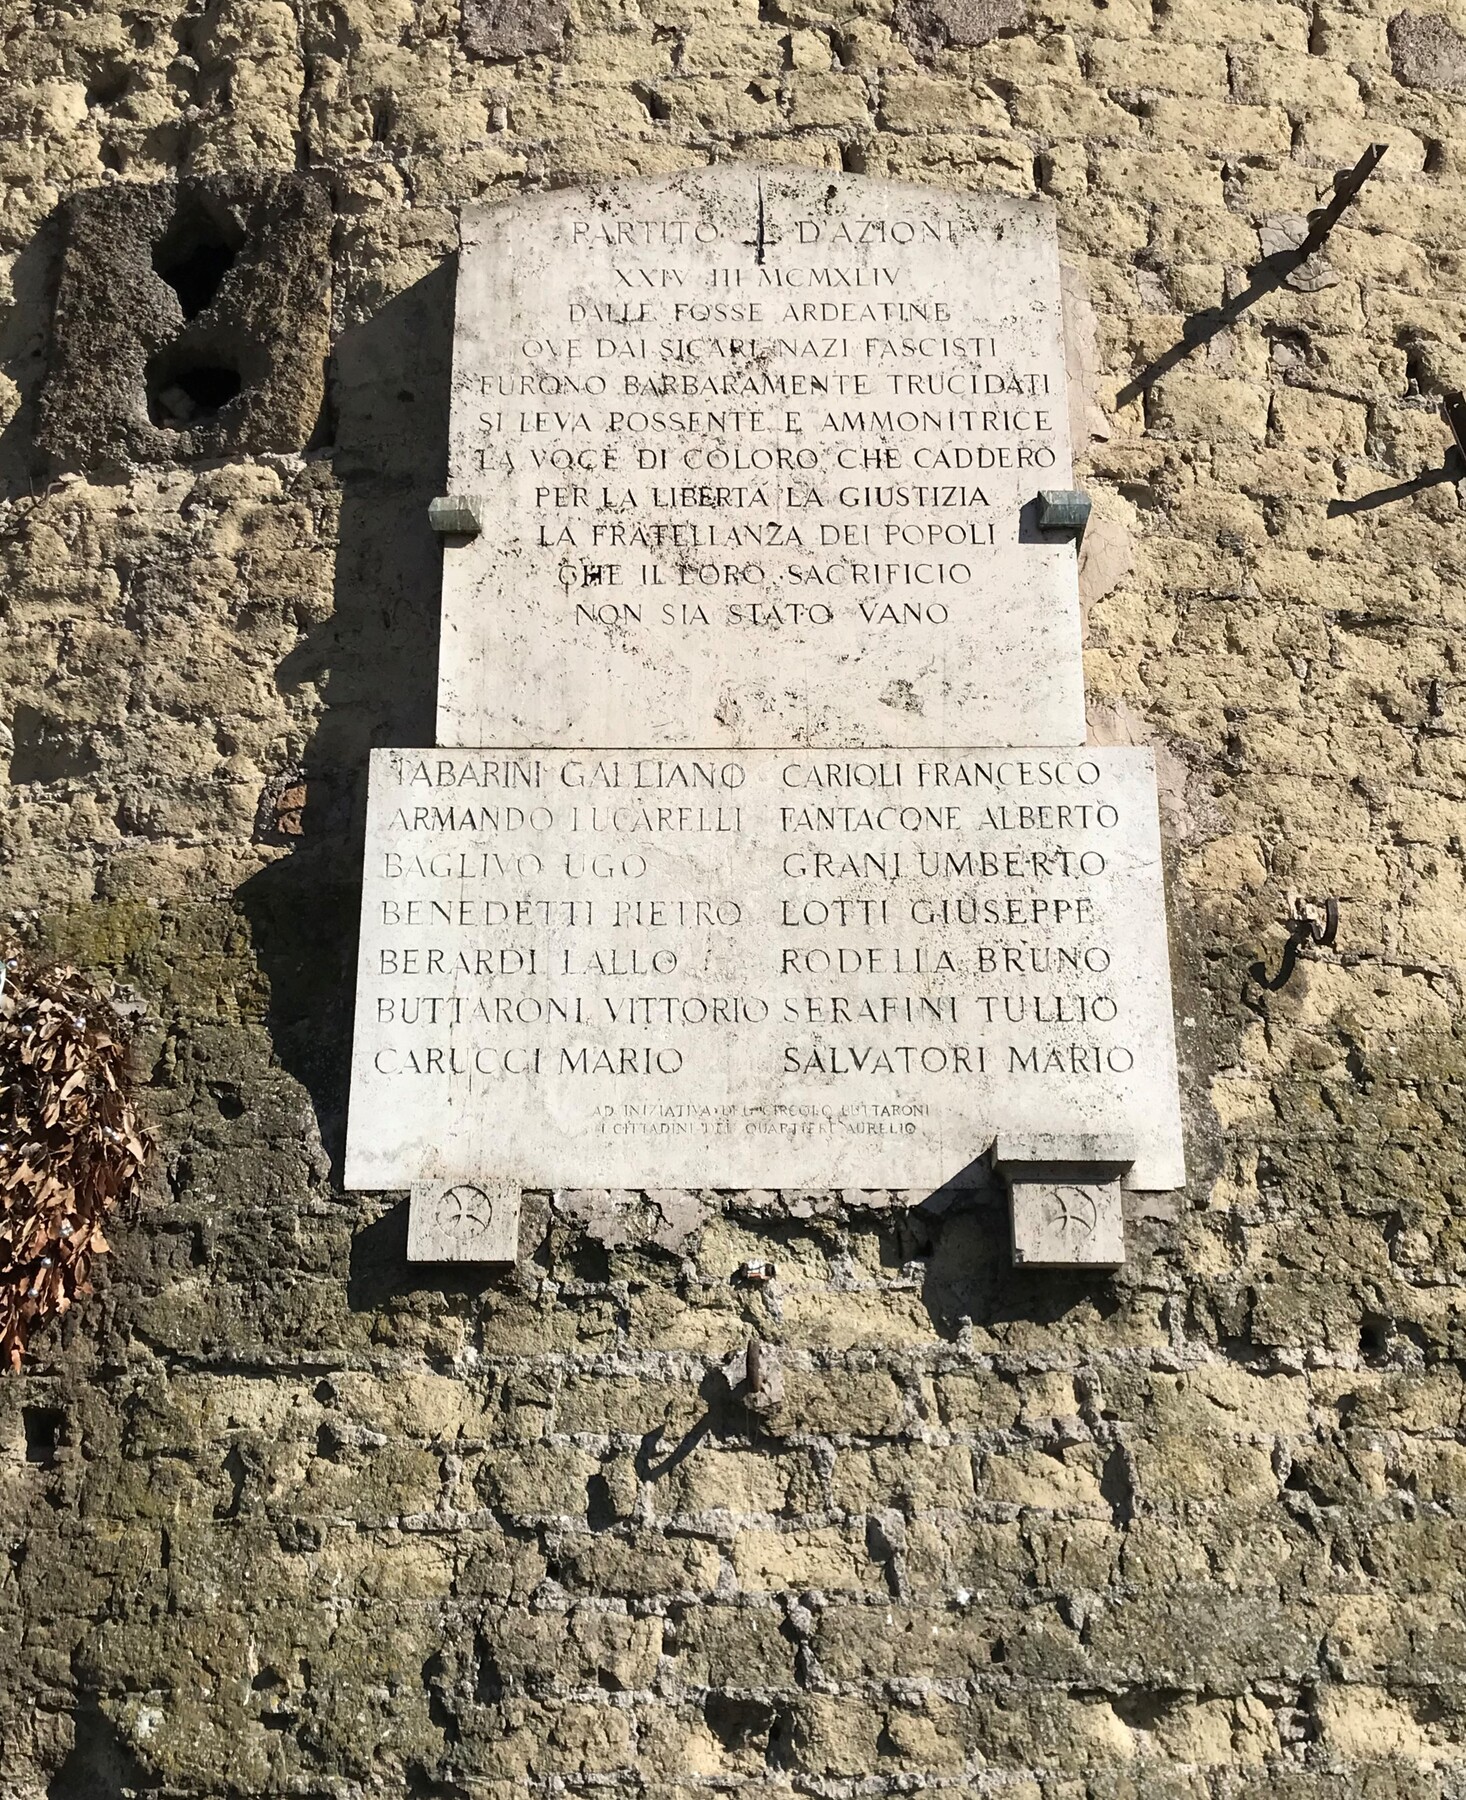 PARTITO D'AZIONE
XXIV III MCMXLIV
DALLE FOSSE ARDEATINE
OVE DAI SICARI NAZI FASCISTI
FURONO BARBARAMENTE TRUCIDATI
SI LEVA POSSENTE E AMMONITRICE
LA VOCE DI COLORO CHE CADDERO
PER LA LIBERTA LA GIUSTIZIA
LA FRATELLANZA DEI POPOLI
CHE IL LORO SACRIFICIO
NON SIA STATO VANO
TABARINI GALLIANO CARIOLI FRANCESCO
ARMANDO LUCARELLI FANTACONE ALBERTO
BAGLIVO UGO GRANI UMBERTO
BENEDETTI PIETRO LOTTI GIUSEPPE
BERARDI LALLO RODELLA BRUNO
BUTTARONI VITTORIO SERAFINI TULLIO
CARUCCI MARIO SALVATORI MARIO
AD INIZIATIVA DEL CIRCOLO BUTTARONI
I CITTADINI DEL QUARTIERE AURELIO